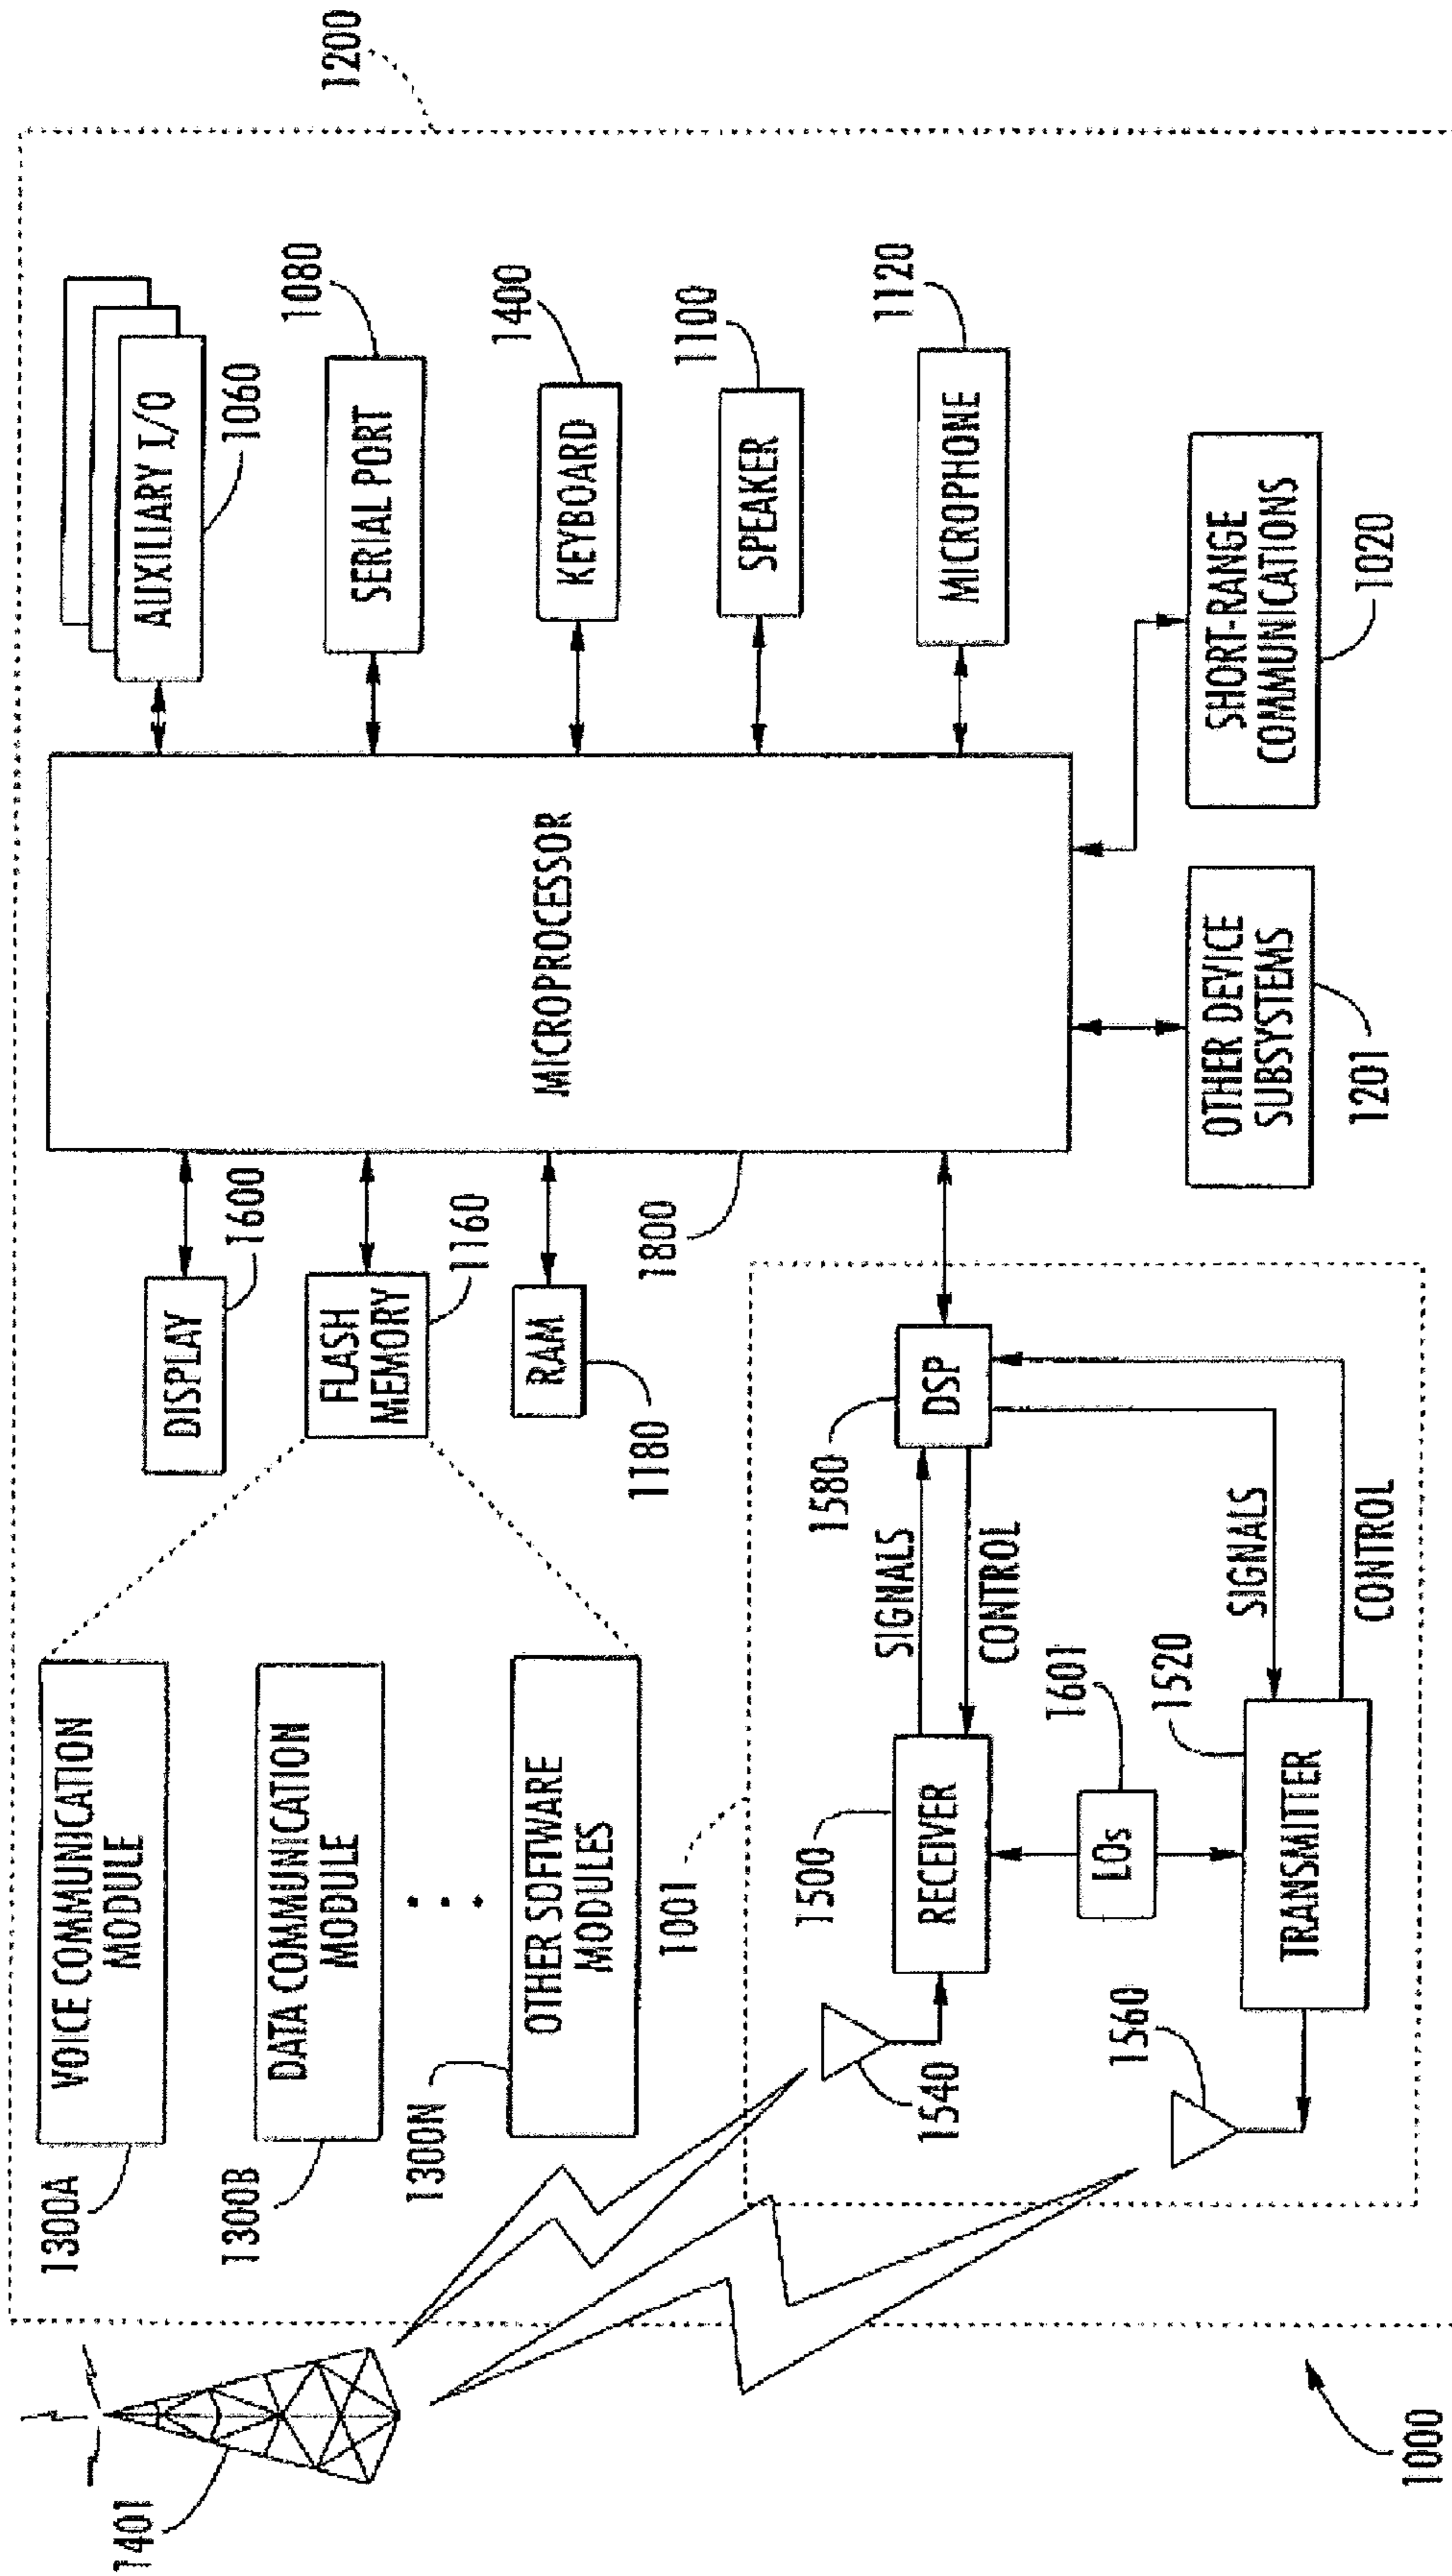 1401
1000
1200
1300A
VOICE COMMUNICATION
MODULE
1300B
DATA COMMUNICATION
MODULE
1300N
OTHER SOFTWARE
MODULES
DISPLAY
1600
FLASH
MEMORY
1160
RAM
1180
MICROPROCESSOR
1800
AUXILIARY I/O
1060
SERIAL PORT
1080
KEYBOARD
1400
SPEAKER
1100
MICROPHONE
1120
1001
1500
RECEIVER
SIGNALS
CONTROL
1580
DSP
1540
LOs
1601
1560
TRANSMITTER
1520
SIGNALS
CONTROL
OTHER DEVICE
SUBSYSTEMS
1201
SHORT-RANGE
COMMUNICATIONS
1020